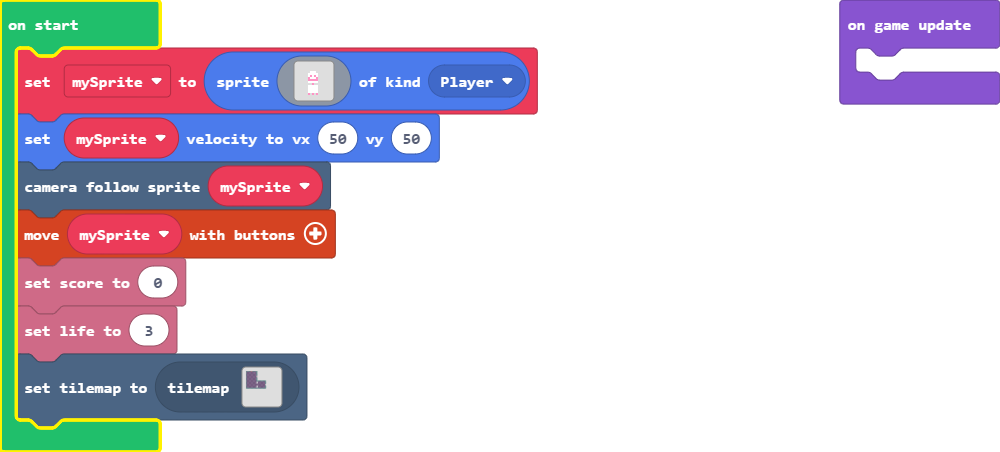 on start
on game update
set mySprite to sprite of kind Player
set mySprite velocity to vx 50 vy 50
camera follow sprite mySprite
move mySprite with buttons
set score to 0
set life to 3
set tilemap to tilemap